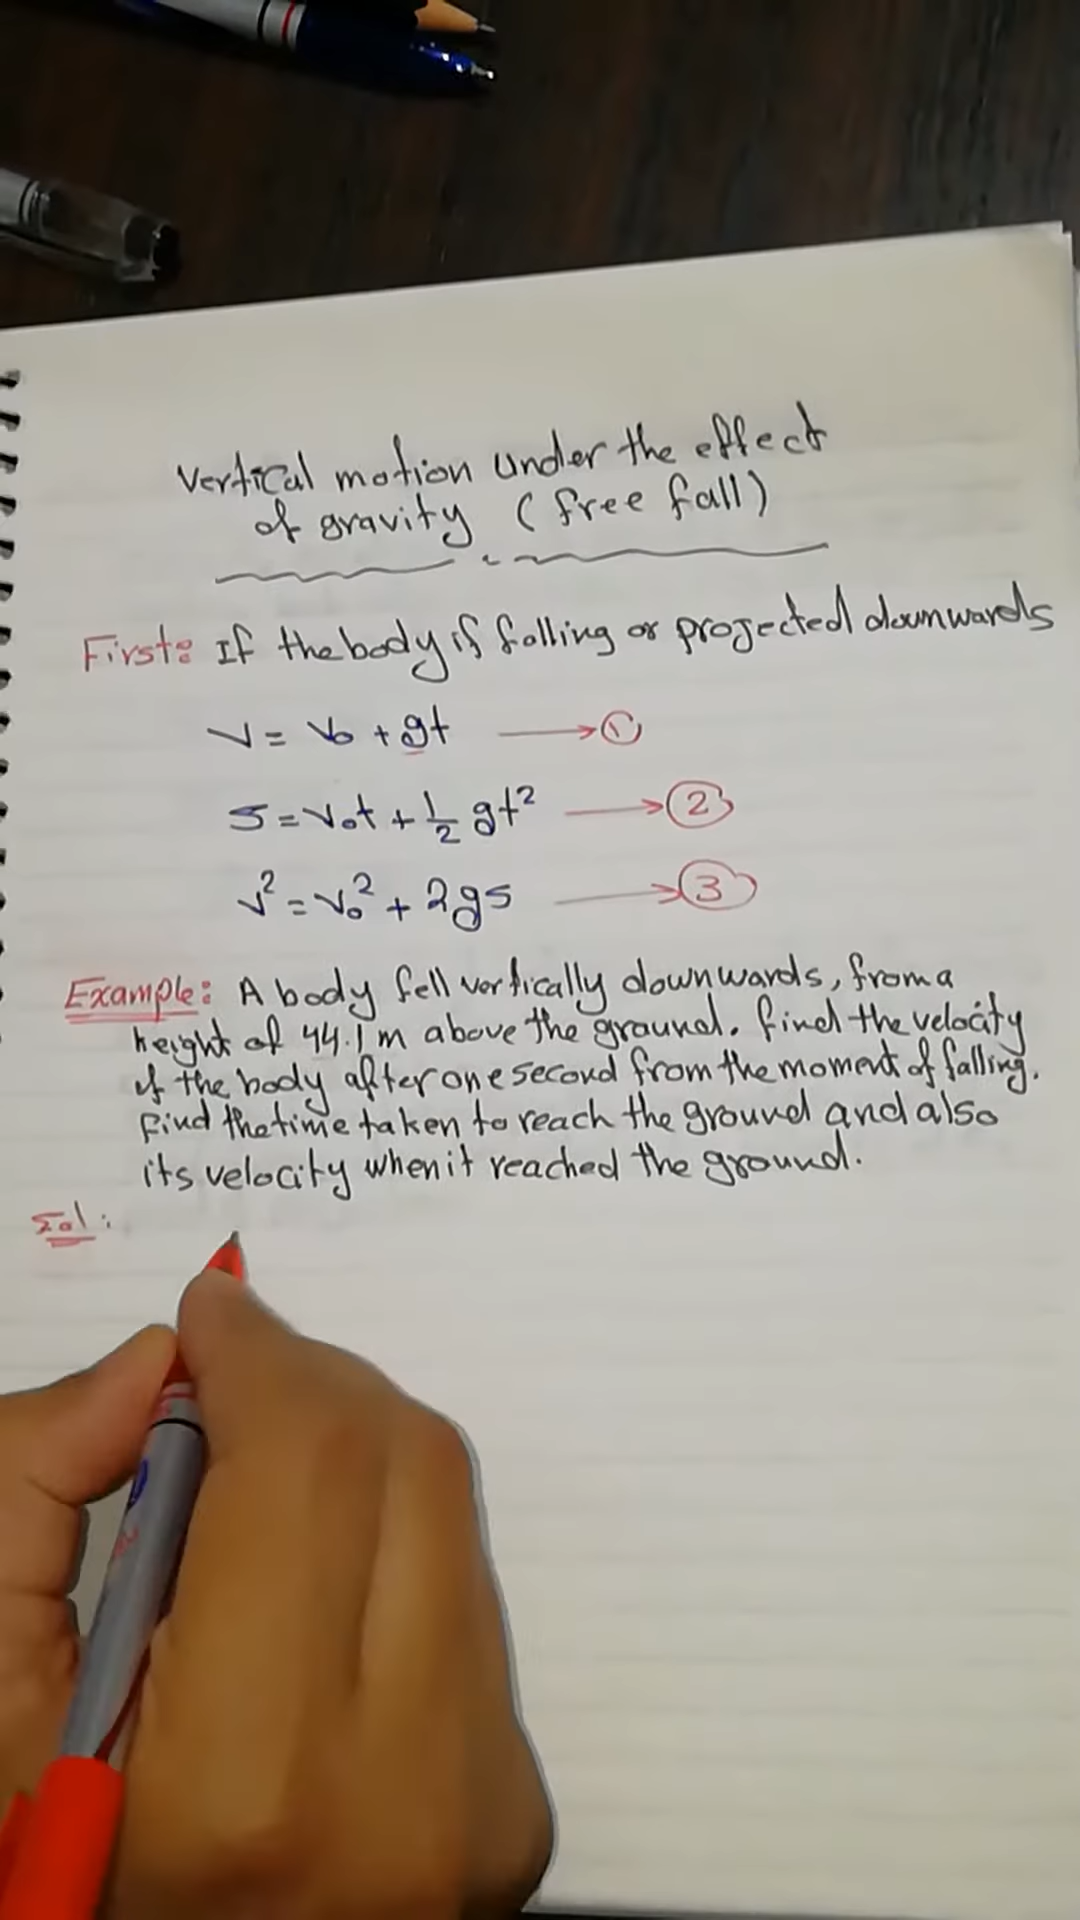 Vertical motion under the effect
of gravity (free fall)
First: If the body if falling or projected downwards
V = V₀ + gt → ①
S = V₀t + 1/2 gt² → ②
V² = V₀² + 2gs → ③
Example: A body fell vertically downwards, from a
height of 44.1 m above the ground. find the velocity
of the body after one second from the moment of falling.
Find the time taken to reach the ground and also
its velocity when it reached the ground.
Sol: